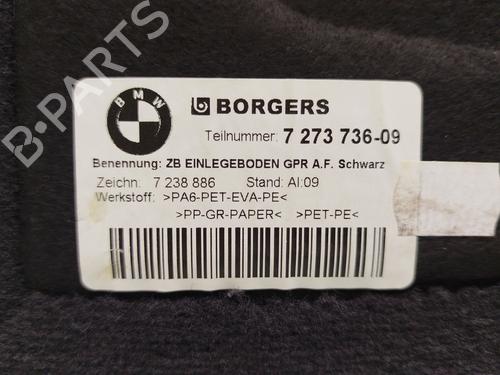 B-PARTS
BMW
BORGERS
Teilnummer: 7 273 736-09
Benennung: ZB EINLEGEBODEN GPR A.F. Schwarz
Zeichn: 7 238 886 Stand: AI:09
Werkstoff: >PA6-PET-EVA-PE<
>PP-GR-PAPER< >PET-PE<